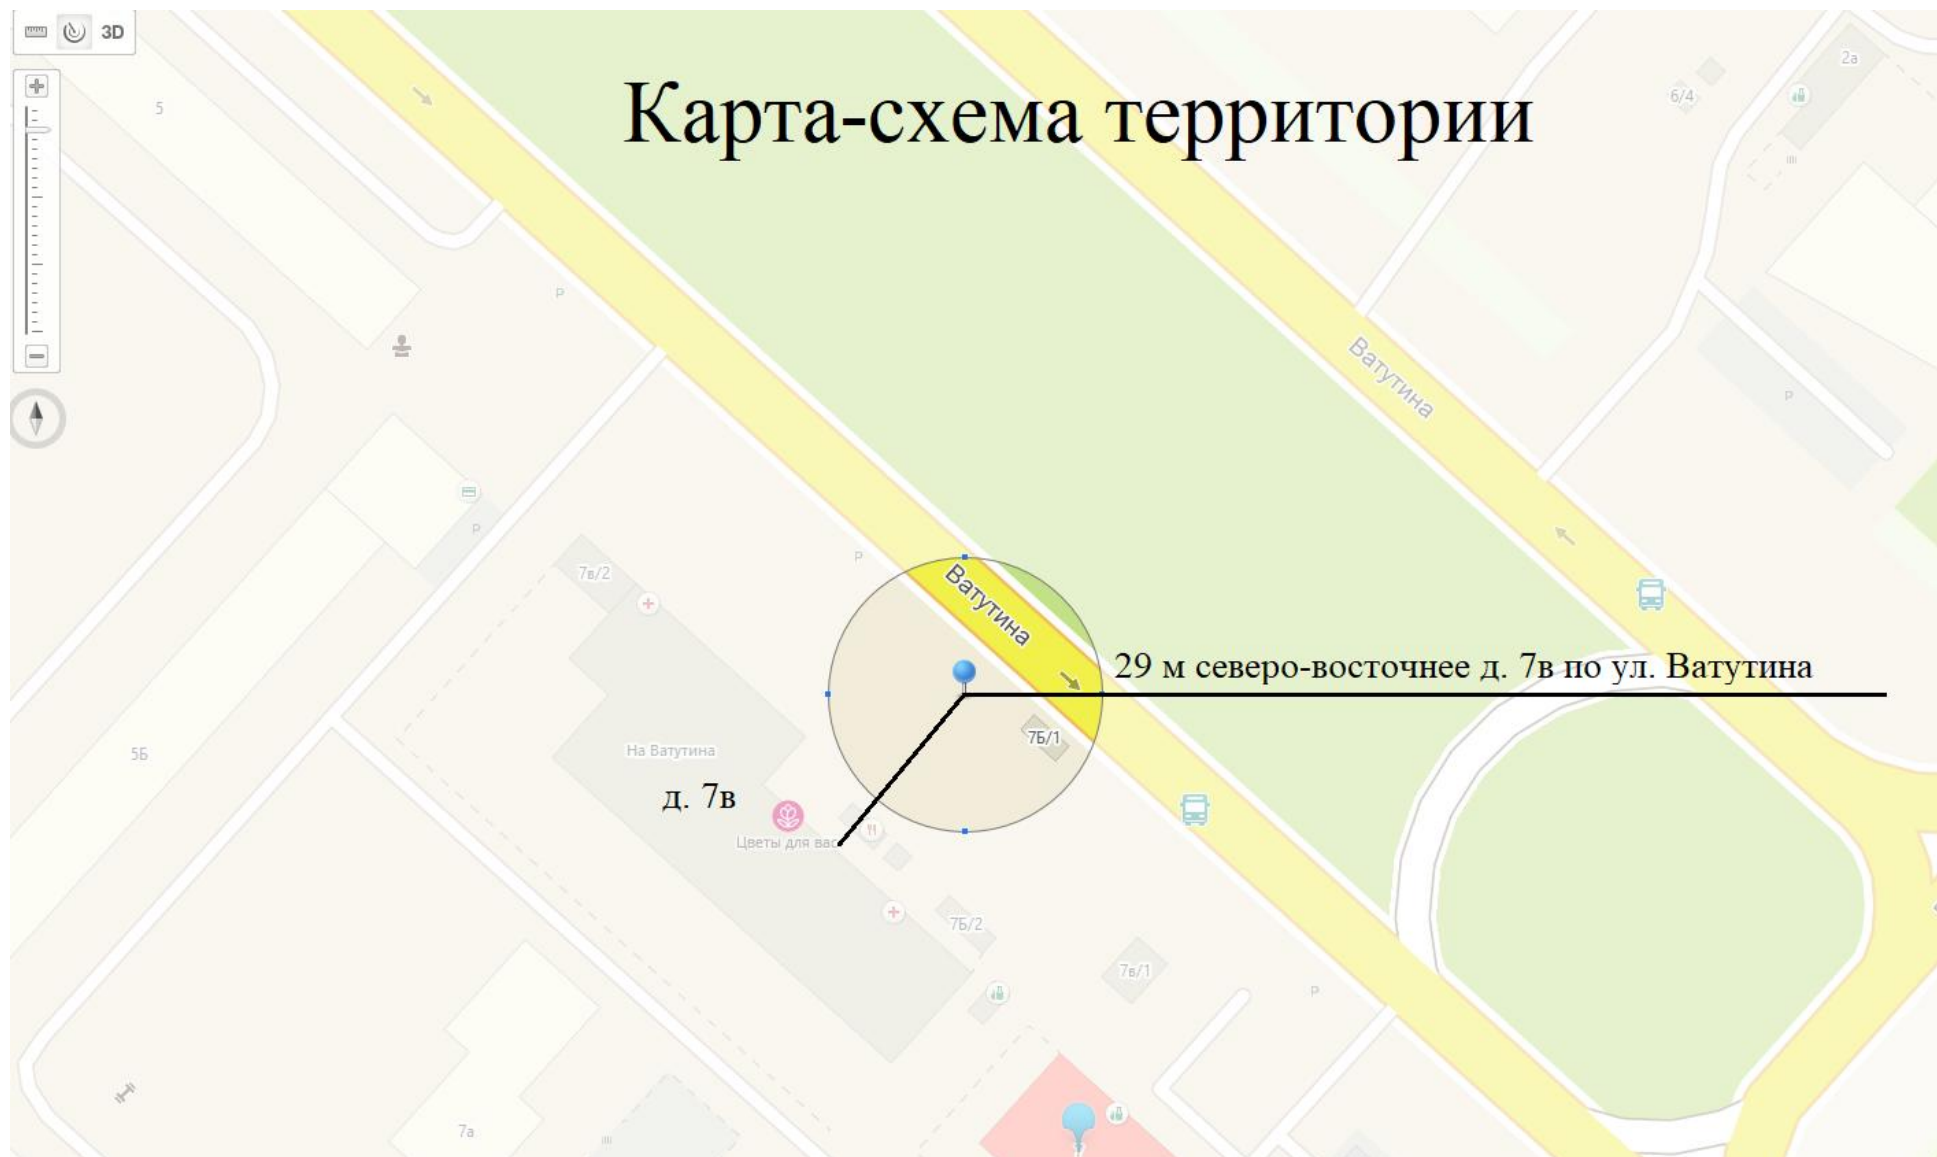 3D
Карта-схема территории
2а
6/4
5
P
Ватутина
P
P
P
7в/2
Ватутина
29 м северо-восточнее д. 7в по ул. Ватутина
7Б/1
5Б
На Ватутина
д. 7в
Цветы для вас
7Б/2
7в/1
P
7а